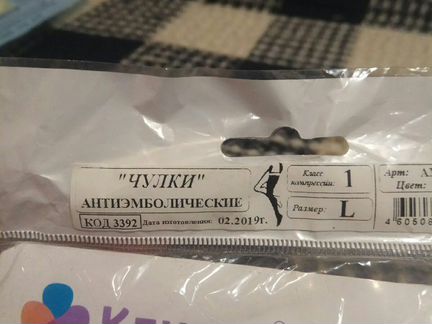 "ЧУЛКИ"
АНТИЭМБОЛИЧЕСКИЕ
КОД 3392 Дата изготовления: 02.2019г.
Класс
компрессии: 1
Размер: L
Арт:
Цвет: